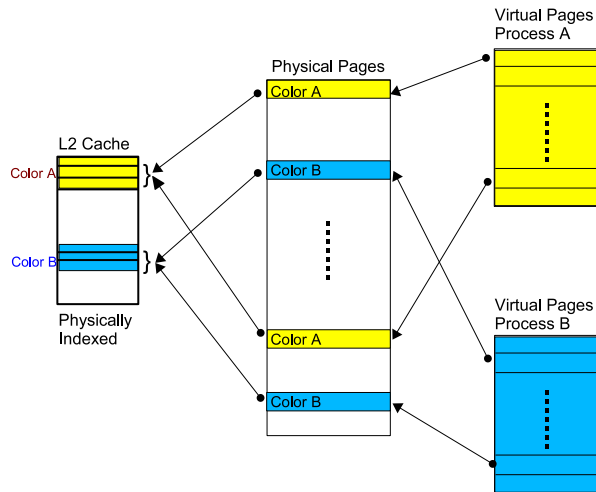 Virtual Pages
Process A
Physical Pages
Color A
L2 Cache
Color A
Color B
Color B
Physically
Indexed
Virtual Pages
Process B
Color A
Color B